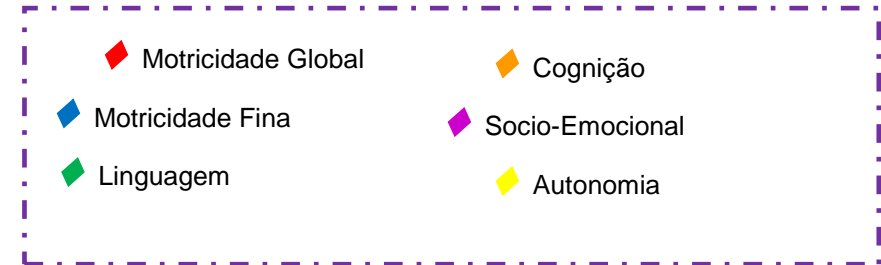 Motricidade Global
Motricidade Fina
Linguagem
Cognição
Socio-Emocional
Autonomia